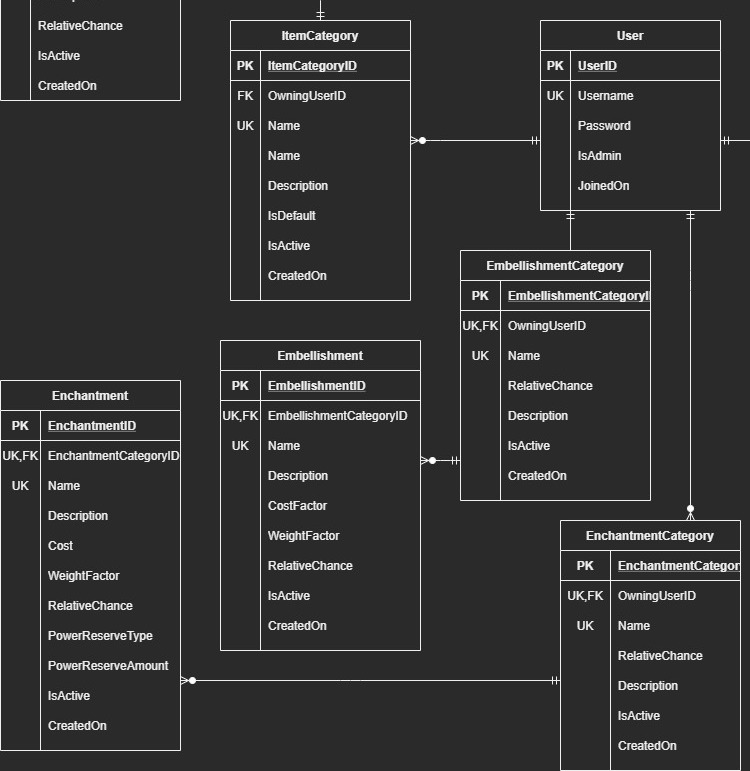 RelativeChance
IsActive
CreatedOn
ItemCategory
PK ItemCategoryID
FK OwningUserID
UK Name
Name
Description
IsDefault
IsActive
CreatedOn
User
PK UserID
UK Username
Password
IsAdmin
JoinedOn
EmbellishmentCategory
PK EmbellishmentCategoryI
UK,FK OwningUserID
UK Name
RelativeChance
Description
IsActive
CreatedOn
Embellishment
PK EmbellishmentID
UK,FK EmbellishmentCategoryID
UK Name
Description
CostFactor
WeightFactor
RelativeChance
IsActive
CreatedOn
Enchantment
PK EnchantmentID
UK,FK EnchantmentCategoryID
UK Name
Description
Cost
WeightFactor
RelativeChance
PowerReserveType
PowerReserveAmount
IsActive
CreatedOn
EnchantmentCategory
PK EnchantmentCategor
UK,FK OwningUserID
UK Name
RelativeChance
Description
IsActive
CreatedOn